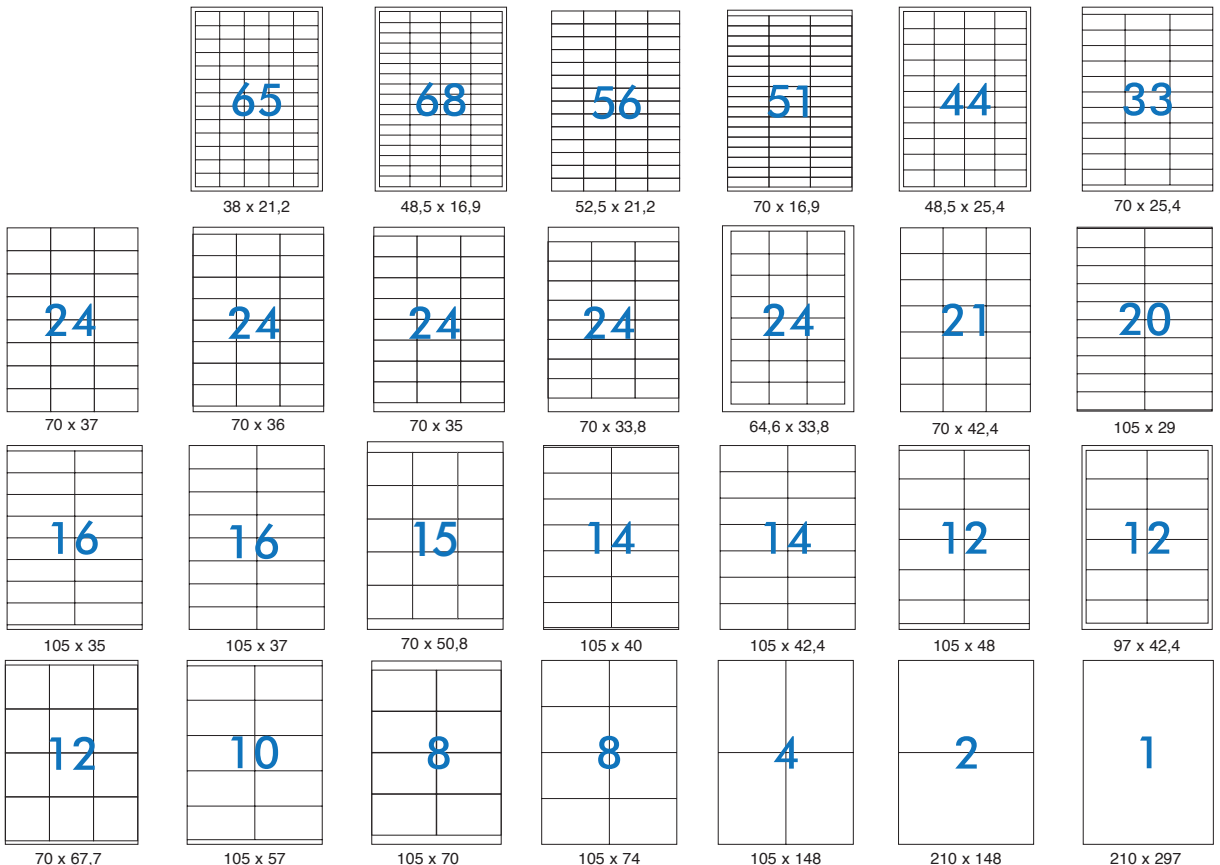 65 68 56 51 44 33
38 x 21,2 48,5 x 16,9 52,5 x 21,2 70 x 16,9 48,5 x 25,4 70 x 25,4
24 24 24 24 24 21 20
70 x 37 70 x 36 70 x 35 70 x 33,8 64,6 x 33,8 70 x 42,4 105 x 29
16 16 15 14 14 12 12
105 x 35 105 x 37 70 x 50,8 105 x 40 105 x 42,4 105 x 48 97 x 42,4
12 10 8 8 4 2 1
70 x 67,7 105 x 57 105 x 70 105 x 74 105 x 148 210 x 148 210 x 297